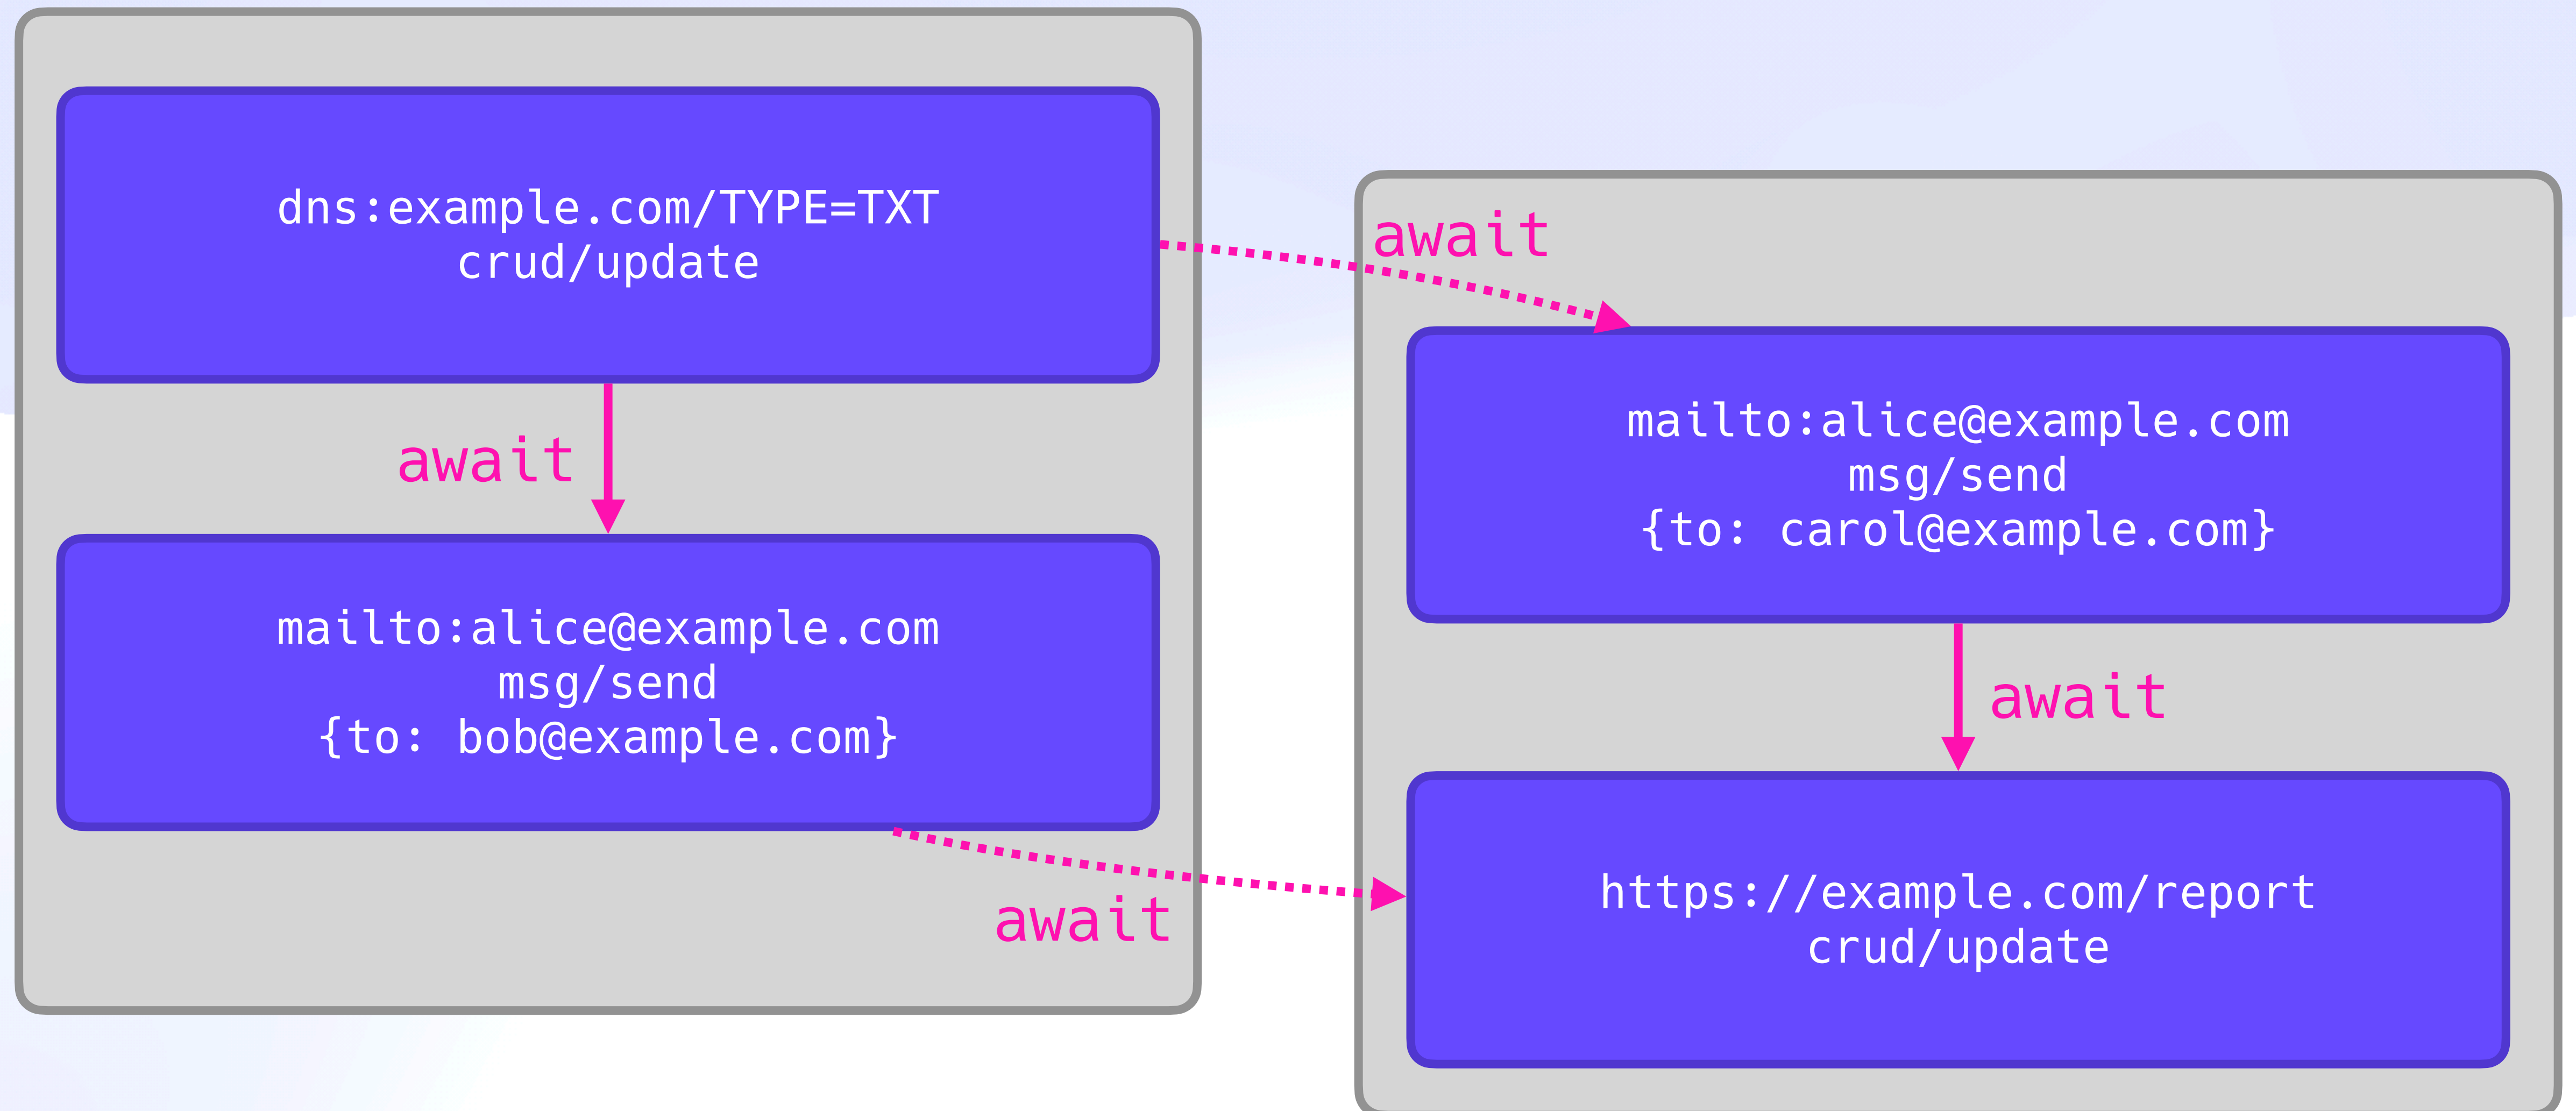 dns:example.com/TYPE=TXT
crud/update
await
mailto:alice@example.com
msg/send
{to: bob@example.com}
await
await
mailto:alice@example.com
msg/send
{to: carol@example.com}
await
https://example.com/report
crud/update